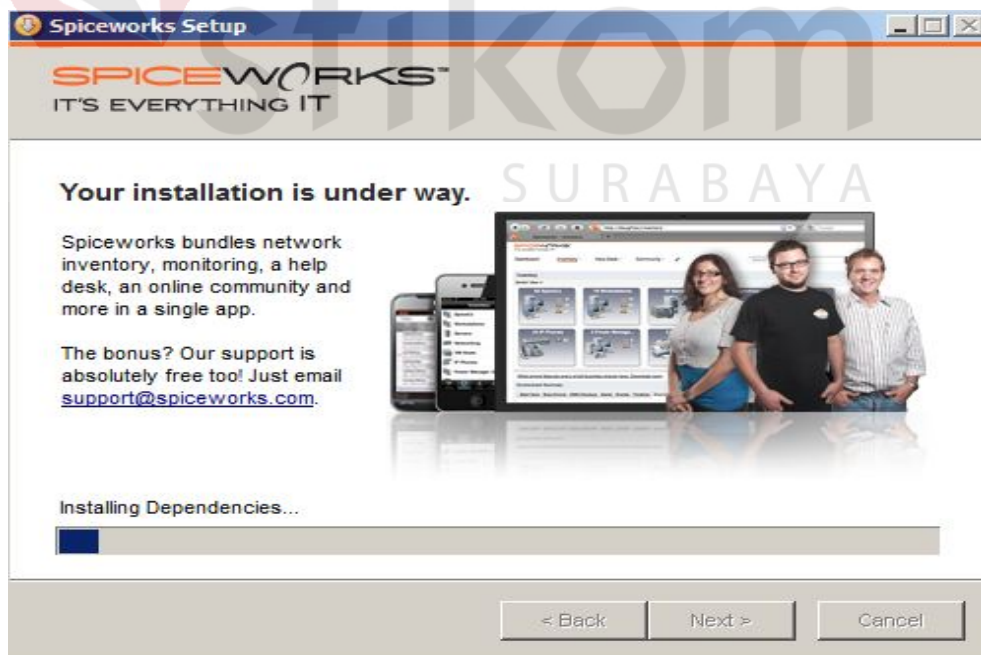 Spiceworks Setup
stikom
SURABAYA
SPICEWORKS™
IT'S EVERYTHING IT
Your installation is under way.
Spiceworks bundles network
inventory, monitoring, a help
desk, an online community and
more in a single app.
The bonus? Our support is
absolutely free too! Just email
support@spiceworks.com.
Installing Dependencies...
< Back
Next >
Cancel